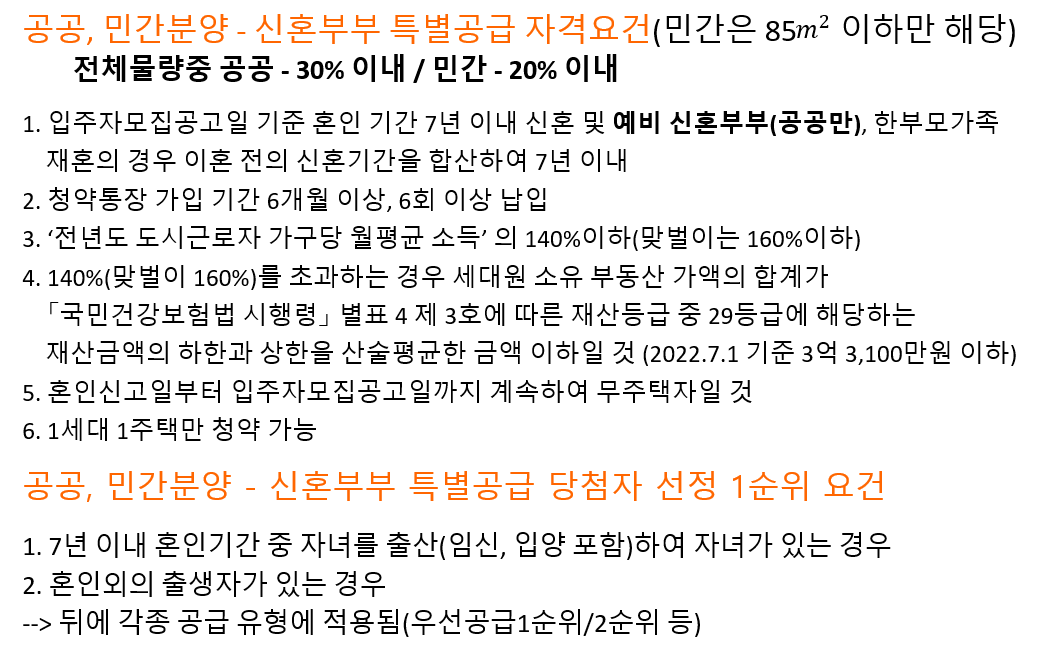 공공, 민간분양 - 신혼부부 특별공급 자격요건(민간은 85m² 이하만 해당)
전체물량중 공공 - 30% 이내 / 민간 - 20% 이내
1. 입주자모집공고일 기준 혼인 기간 7년 이내 신혼 및 예비 신혼부부(공공만), 한부모가족
재혼의 경우 이혼 전의 신혼기간을 합산하여 7년 이내
2. 청약통장 가입 기간 6개월 이상, 6회 이상 납입
3. ‘전년도 도시근로자 가구당 월평균 소득’ 의 140%이하(맞벌이는 160%이하)
4. 140%(맞벌이 160%)를 초과하는 경우 세대원 소유 부동산 가액의 합계가
「국민건강보험법 시행령」 별표 4 제 3호에 따른 재산등급 중 29등급에 해당하는
재산금액의 하한과 상한을 산술평균한 금액 이하일 것 (2022.7.1 기준 3억 3,100만원 이하)
5. 혼인신고일부터 입주자모집공고일까지 계속하여 무주택자일 것
6. 1세대 1주택만 청약 가능
공공, 민간분양 - 신혼부부 특별공급 당첨자 선정 1순위 요건
1. 7년 이내 혼인기간 중 자녀를 출산(임신, 입양 포함)하여 자녀가 있는 경우
2. 혼인외의 출생자가 있는 경우
--> 뒤에 각종 공급 유형에 적용됨(우선공급1순위/2순위 등)